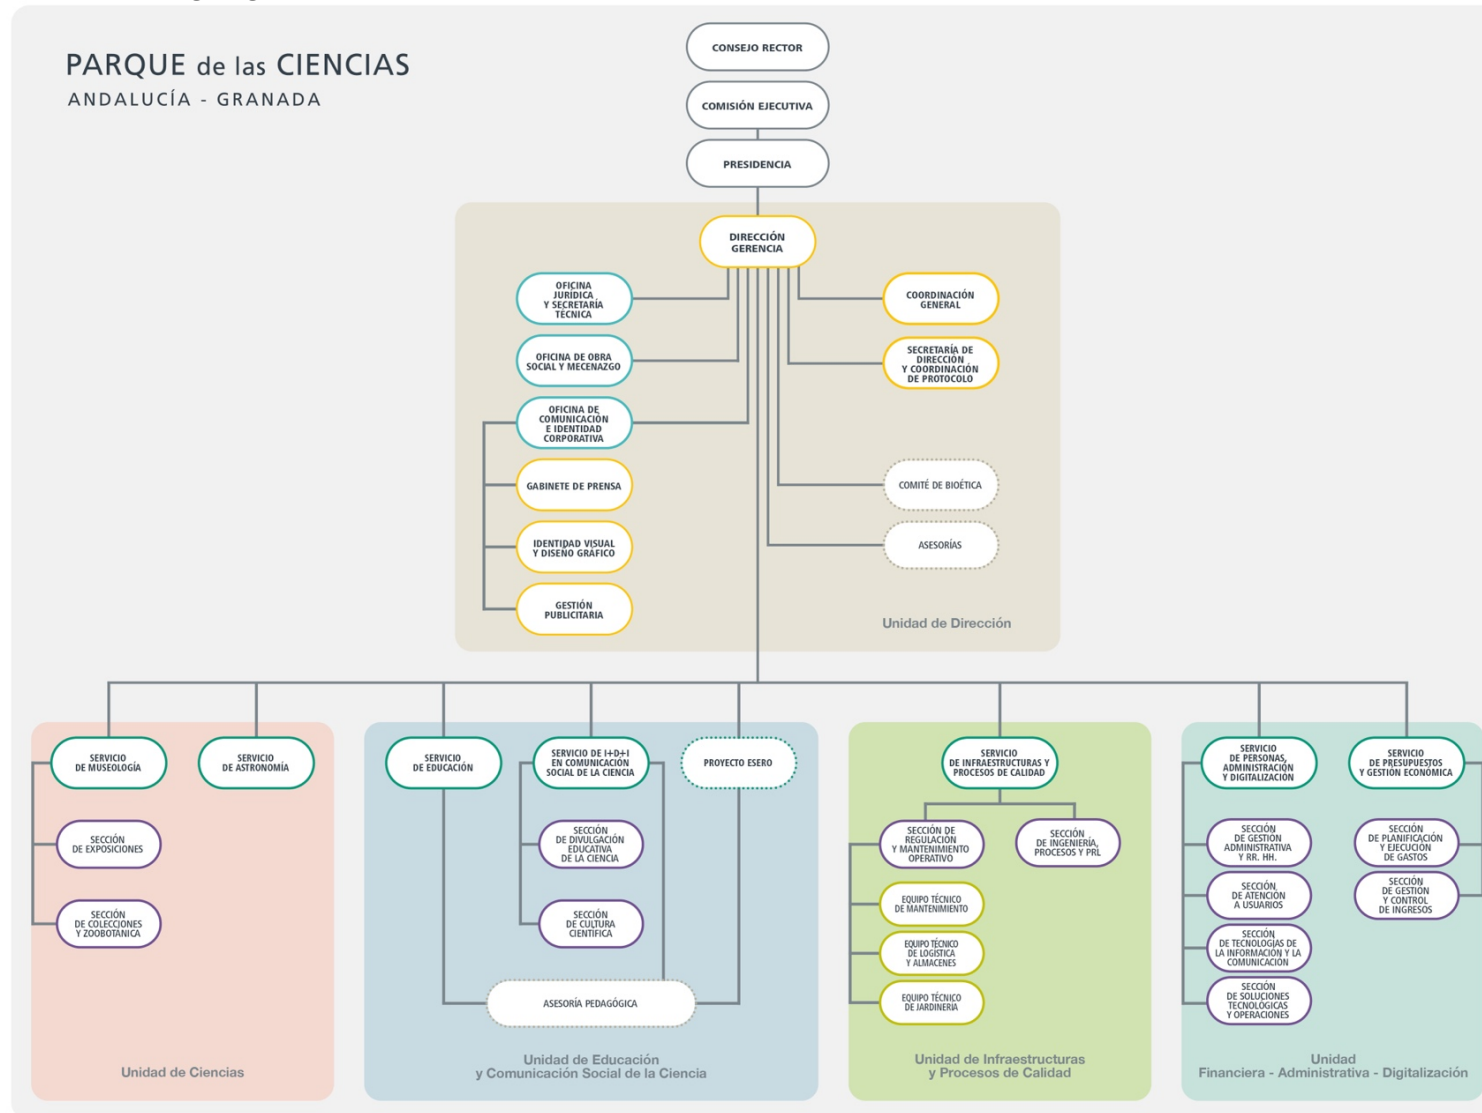 PARQUE de las CIENCIAS
ANDALUCÍA - GRANADA
CONSEJO RECTOR
COMISIÓN EJECUTIVA
PRESIDENCIA
DIRECCIÓN
GERENCIA
OFICINA
JURÍDICA
Y SECRETARÍA
TÉCNICA
COORDINACIÓN
GENERAL
OFICINA DE OBRA
SOCIAL Y MECENAZGO
SECRETARÍA DE
DIRECCIÓN
Y COORDINACIÓN
DE PROTOCOLO
OFICINA DE
COMUNICACIÓN
E IDENTIDAD
CORPORATIVA
GABINETE DE PRENSA
COMITÉ DE BIOÉTICA
IDENTIDAD VISUAL
Y DISEÑO GRÁFICO
ASESORÍAS
GESTIÓN
PUBLICITARIA
Unidad de Dirección
SERVICIO
DE MUSEOLOGÍA
SERVICIO
DE ASTRONOMÍA
SECCIÓN
DE EXPOSICIONES
SECCIÓN
DE COLECCIONES
Y ZOOBOTÁNICA
Unidad de Ciencias
SERVICIO
DE EDUCACIÓN
SERVICIO DE I+D+I
EN COMUNICACIÓN
SOCIAL DE LA CIENCIA
PROYECTO ESERO
SECCIÓN
DE DIVULGACIÓN
EDUCATIVA
DE LA CIENCIA
SECCIÓN
DE CULTURA
CIENTÍFICA
ASESORÍA PEDAGÓGICA
Unidad de Educación
y Comunicación Social de la Ciencia
SERVICIO
DE INFRAESTRUCTURAS Y
PROCESOS DE CALIDAD
SECCIÓN DE
REGULACIÓN
Y MANTENIMIENTO
OPERATIVO
SECCIÓN
DE INGENIERÍA,
PROCESOS Y PRL
EQUIPO TÉCNICO
DE MANTENIMIENTO
EQUIPO TÉCNICO
DE LOGÍSTICA
Y ALMACENES
EQUIPO TÉCNICO
DE JARDINERÍA
Unidad de Infraestructuras
y Procesos de Calidad
SERVICIO
DE PERSONAS,
ADMINISTRACIÓN
Y DIGITALIZACIÓN
SERVICIO
DE PRESUPUESTOS
Y GESTIÓN ECONÓMICA
SECCIÓN
DE GESTIÓN
ADMINISTRATIVA
Y RR. HH.
SECCIÓN
DE PLANIFICACIÓN
Y EJECUCIÓN
DE GASTOS
SECCIÓN
DE ATENCIÓN
A USUARIOS
SECCIÓN
DE GESTIÓN
Y CONTROL
DE INGRESOS
SECCIÓN
DE TECNOLOGÍAS DE
LA INFORMACIÓN Y LA
COMUNICACIÓN
SECCIÓN
DE SOLUCIONES
TECNOLÓGICAS
Y OPERACIONES
Unidad
Financiera - Administrativa - Digitalización